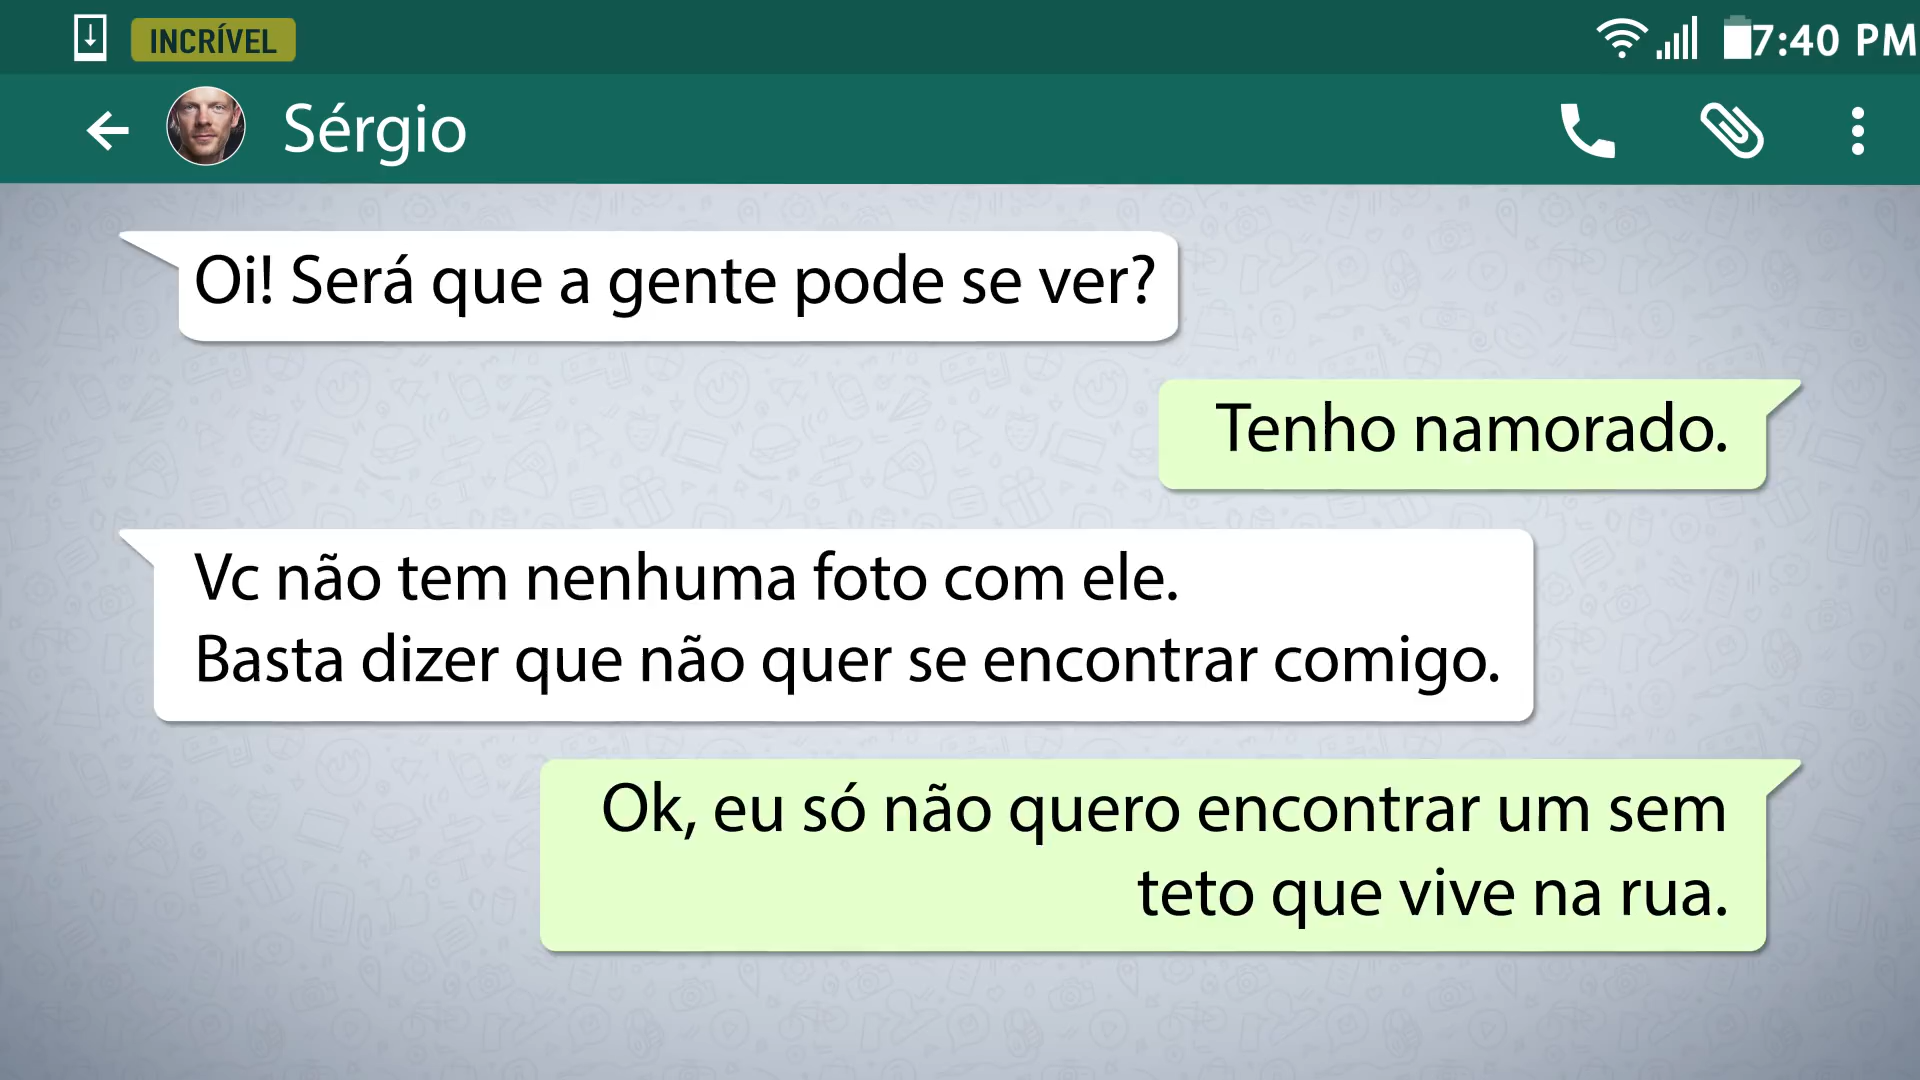 INCRÍVEL
7:40 PM
Sérgio
Oi! Será que a gente pode se ver?
Tenho namorado.
Vc não tem nenhuma foto com ele.
Basta dizer que não quer se encontrar comigo.
Ok, eu só não quero encontrar um sem
teto que vive na rua.